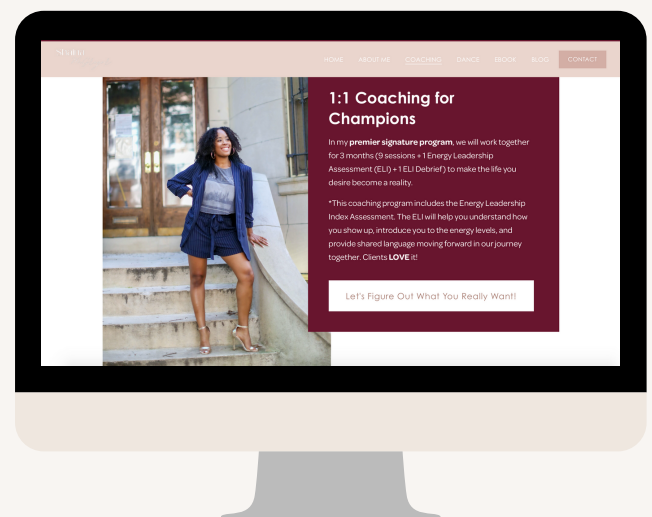 HOME ABOUT ME COACHING DANCE EBOOK BLOG CONTACT
1:1 Coaching for
Champions
In my premier signature program, we will work together
for 3 months (9 sessions + 1 Energy Leadership
Assessment (ELI) + 1 ELI Debrief) to make the life you
desire become a reality.
*This coaching program includes the Energy Leadership
Index Assessment. The ELI will help you understand how
you show up, introduce you to the energy levels, and
provide shared language moving forward in our journey
together. Clients LOVE it!
Let's Figure Out What You Really Want!